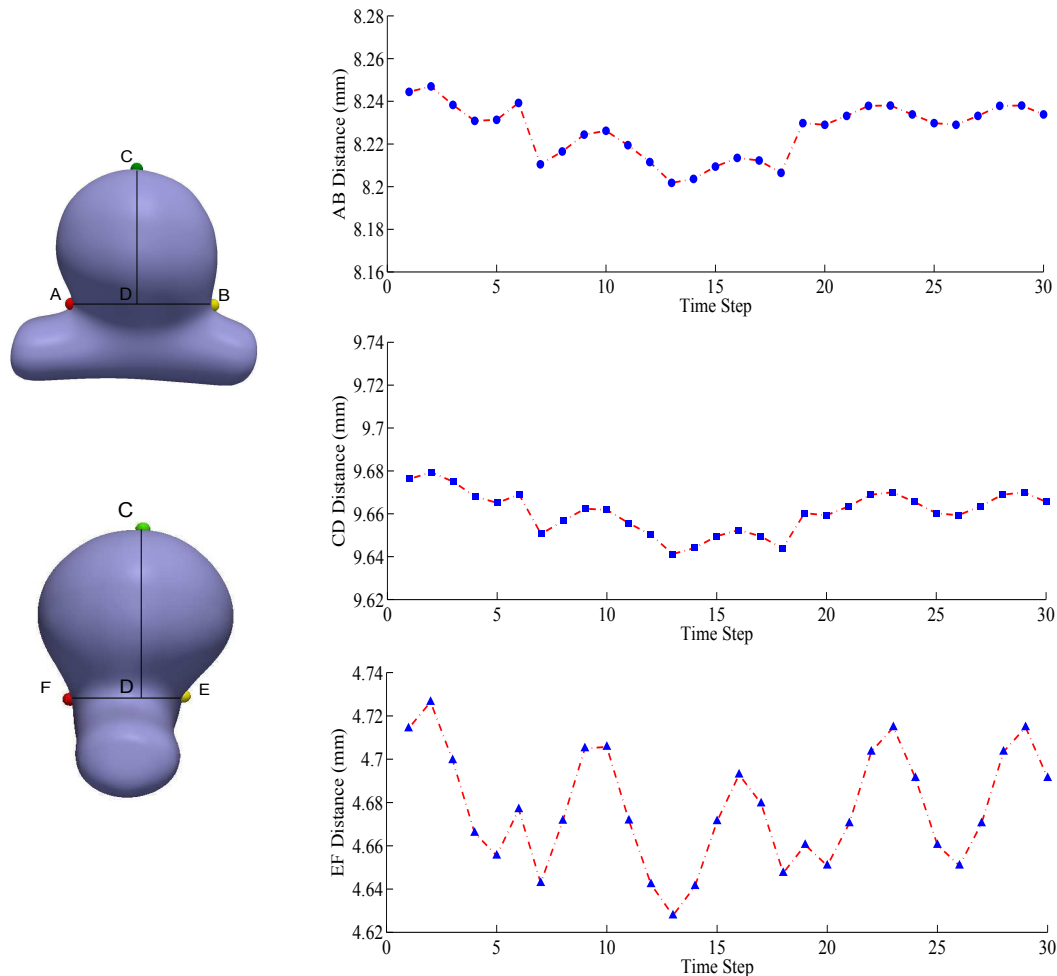 C
A
D
B
C
F
D
E
8.28
8.26
8.24
8.22
8.2
8.18
8.16
AB Distance (mm)
0 5 10 15 20 25 30
Time Step
9.74
9.72
9.7
9.68
9.66
9.64
9.62
CD Distance (mm)
0 5 10 15 20 25 30
Time Step
4.74
4.72
4.7
4.68
4.66
4.64
4.62
EF Distance (mm)
0 5 10 15 20 25 30
Time Step